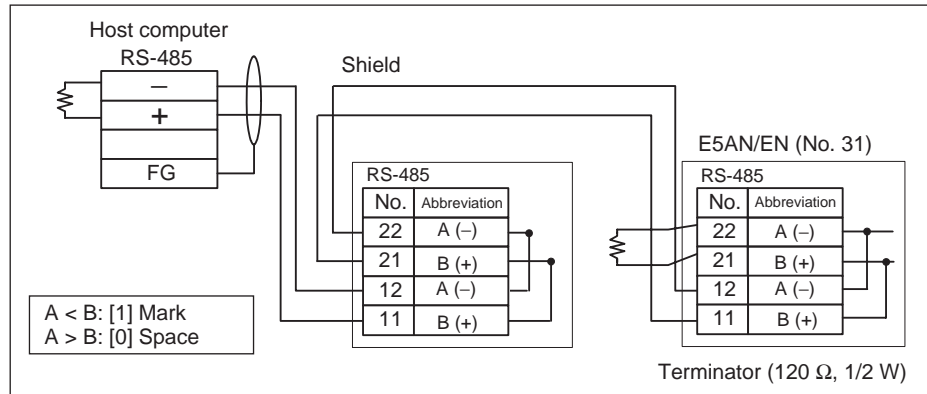 Host computer
RS-485
−
+
FG
Shield
RS-485
No. Abbreviation
22 A (−)
21 B (+)
12 A (−)
11 B (+)
E5AN/EN (No. 31)
RS-485
No. Abbreviation
22 A (−)
21 B (+)
12 A (−)
11 B (+)
A < B: [1] Mark
A > B: [0] Space
Terminator (120 Ω, 1/2 W)